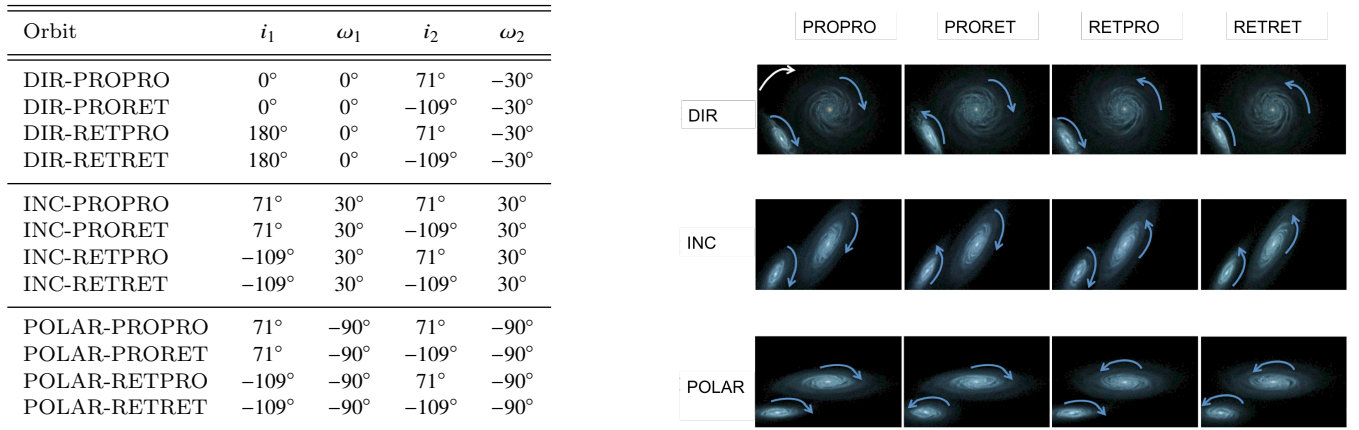 Orbit i₁ ω₁ i₂ ω₂
DIR-PROPRO 0° 0° 71° −30°
DIR-PRORET 0° 0° −109° −30°
DIR-RETPRO 180° 0° 71° −30°
DIR-RETRET 180° 0° −109° −30°
INC-PROPRO 71° 30° 71° 30°
INC-PRORET 71° 30° −109° 30°
INC-RETPRO −109° 30° 71° 30°
INC-RETRET −109° 30° −109° 30°
POLAR-PROPRO 71° −90° 71° −90°
POLAR-PRORET 71° −90° −109° −90°
POLAR-RETPRO −109° −90° 71° −90°
POLAR-RETRET −109° −90° −109° −90°
PROPRO PRORET RETPRO RETRET
DIR
INC
POLAR